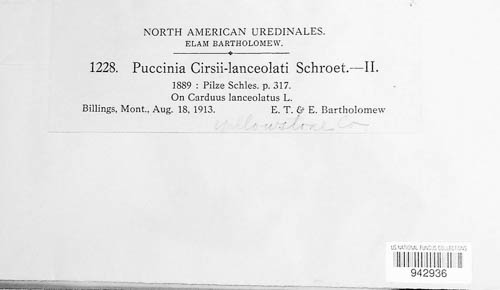 NORTH AMERICAN UREDINALES.
ELAM BARTHOLOMEW.
1228. Puccinia Cirsii-lanceolati Schroet.—II.
1889 : Pilze Schles. p. 317.
On Carduus lanceolatus L.
Billings, Mont., Aug. 18, 1913. E. T. & E. Bartholomew
Yellowstone Co
US NATIONAL FUNGUS COLLECTIONS
942936